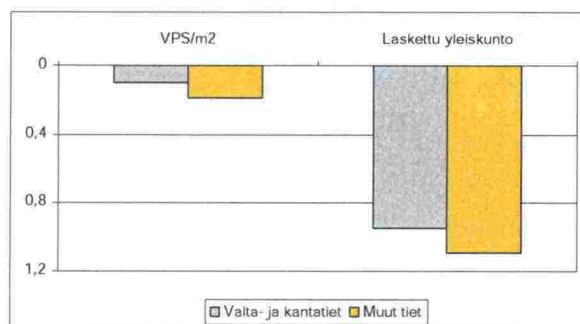 VPS/m2 Laskettu yleiskunto
0
0,4
0,8
1,2
Valta- ja kantatiet Muut tiet